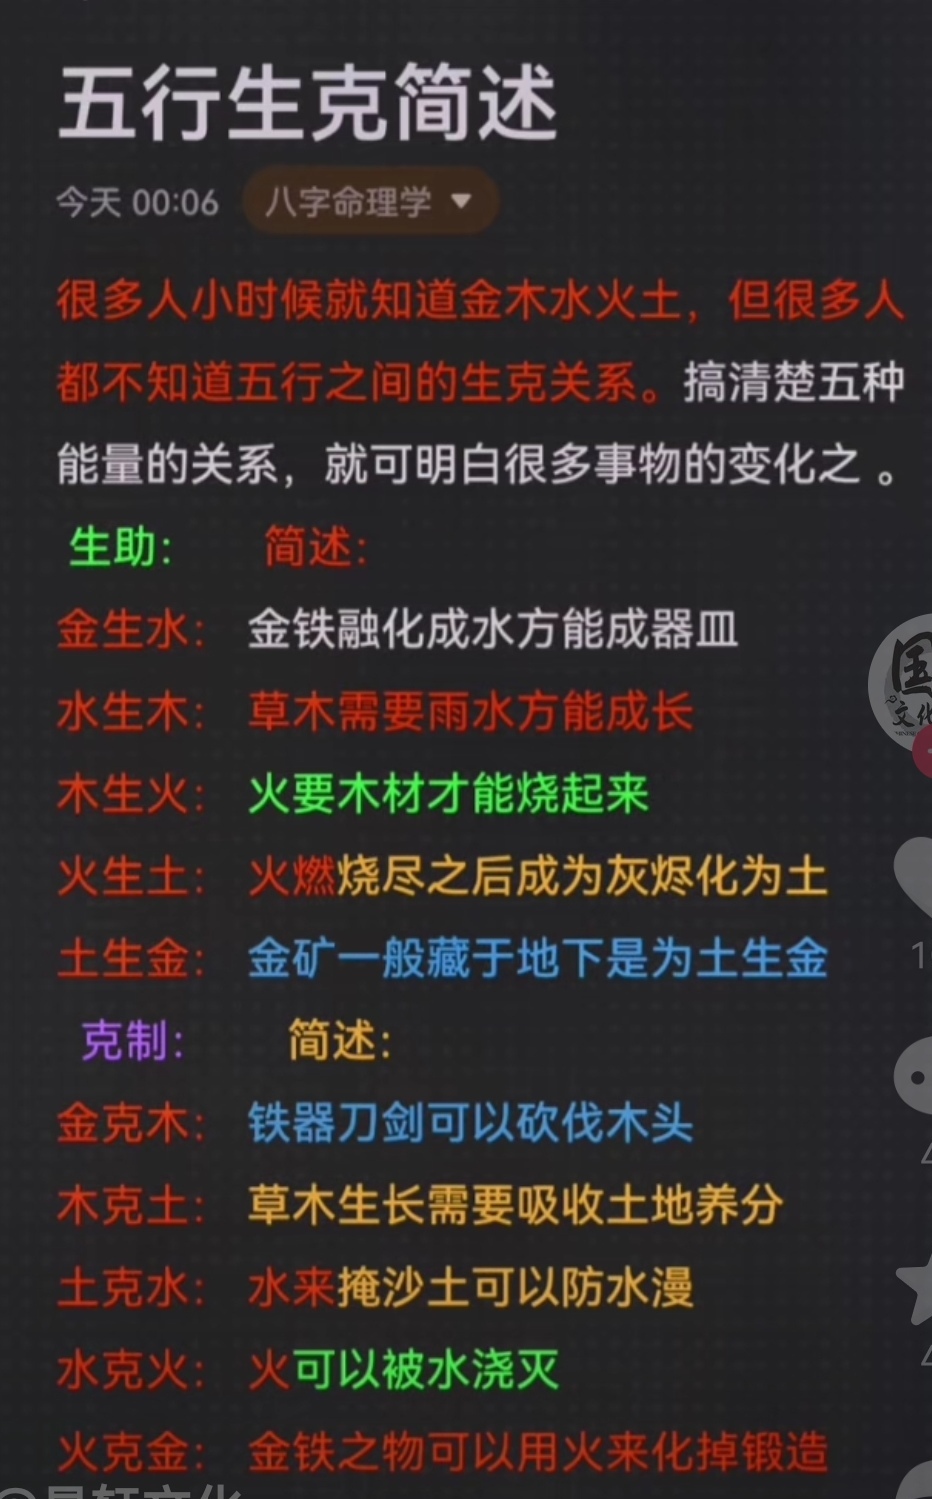 五行生克简述
今天 00:06 八字命理学
很多人小时候就知道金木水火土，但很多人
都不知道五行之间的生克关系。搞清楚五种
能量的关系，就可明白很多事物的变化之 。
生助： 简述：
金生水： 金铁融化成水方能成器皿
水生木： 草木需要雨水方能成长
木生火： 火要木材才能烧起来
火生土： 火燃烧尽之后成为灰烬化为土
土生金： 金矿一般藏于地下是为土生金
克制： 简述：
金克木： 铁器刀剑可以砍伐木头
木克土： 草木生长需要吸收土地养分
土克水： 水来掩沙土可以防水漫
水克火： 火可以被水浇灭
火克金： 金铁之物可以用火来化掉锻造